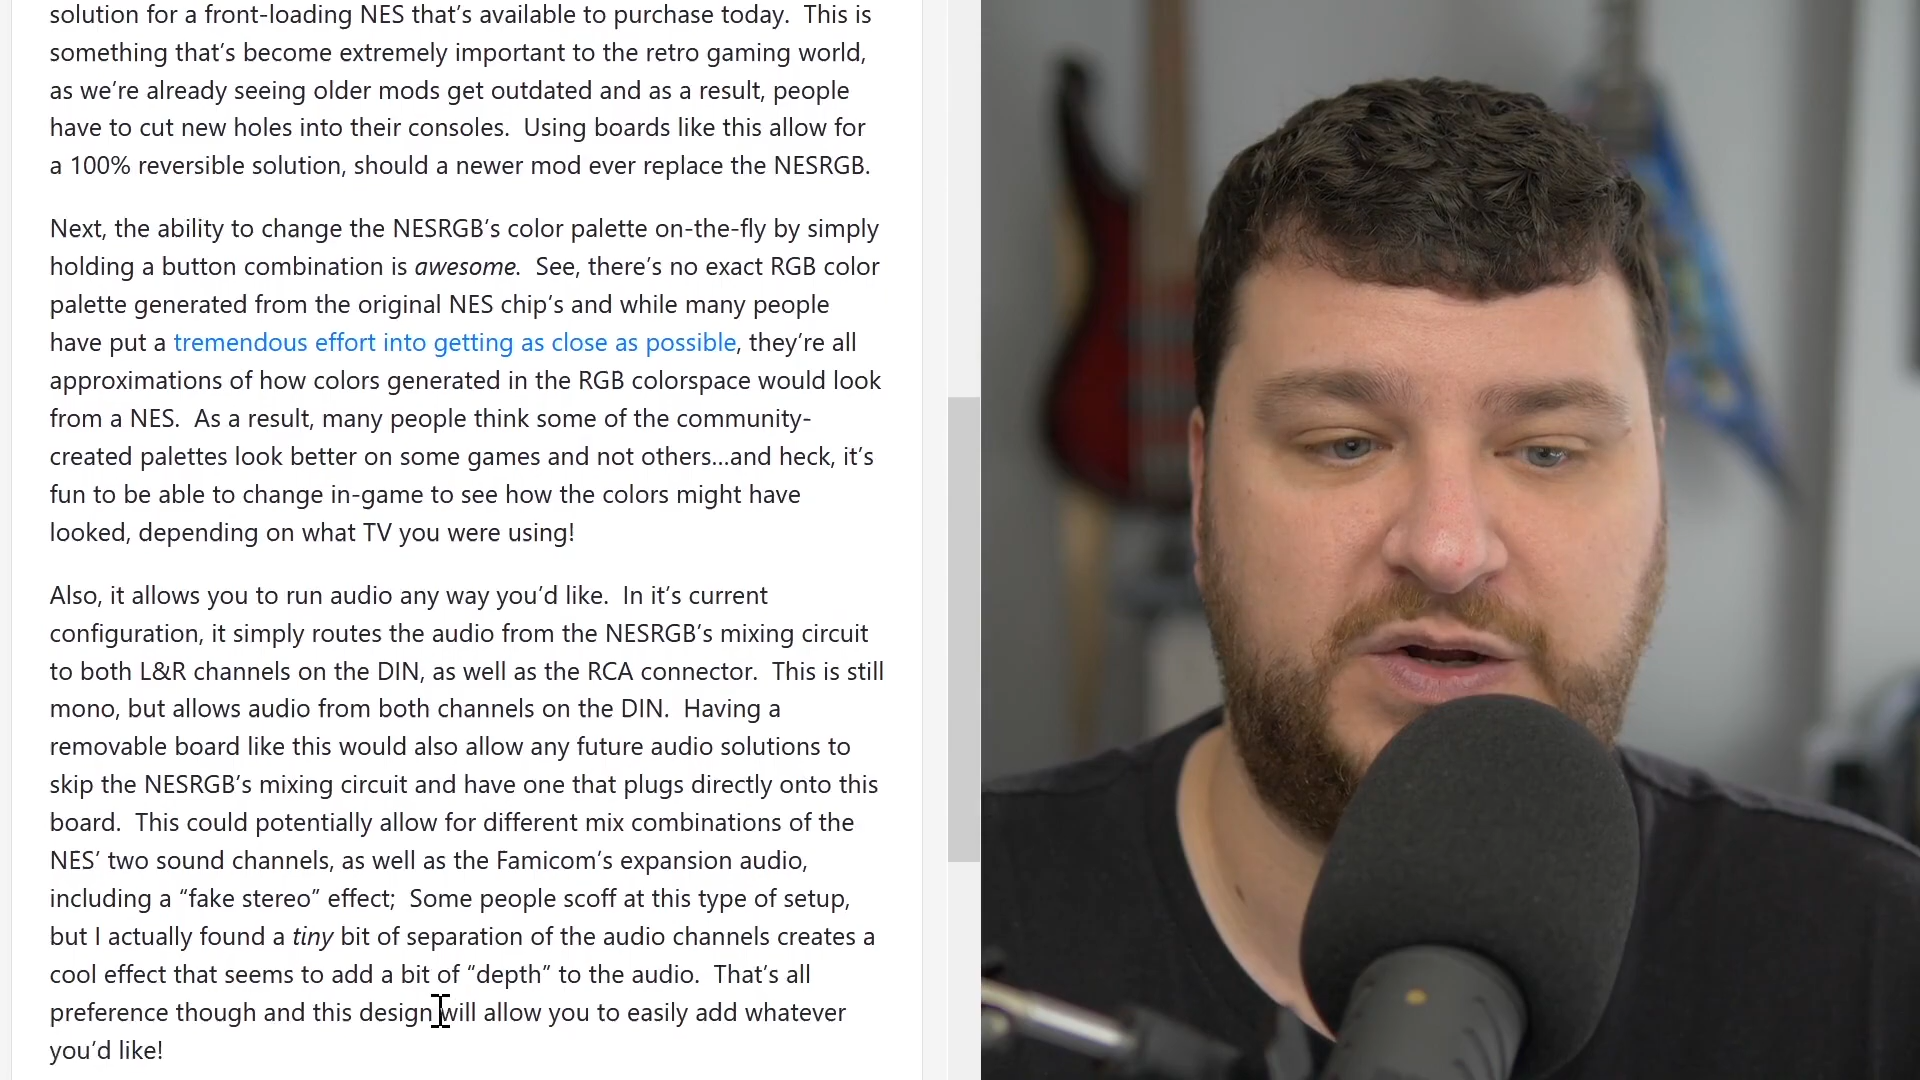 solution for a front-loading NES that’s available to purchase today.  This is
something that’s become extremely important to the retro gaming world,
as we’re already seeing older mods get outdated and as a result, people
have to cut new holes into their consoles.  Using boards like this allow for
a 100% reversible solution, should a newer mod ever replace the NESRGB.
Next, the ability to change the NESRGB’s color palette on-the-fly by simply
holding a button combination is awesome.  See, there’s no exact RGB color
palette generated from the original NES chip’s and while many people
have put a tremendous effort into getting as close as possible, they’re all
approximations of how colors generated in the RGB colorspace would look
from a NES.  As a result, many people think some of the community-
created palettes look better on some games and not others…and heck, it’s
fun to be able to change in-game to see how the colors might have
looked, depending on what TV you were using!
Also, it allows you to run audio any way you’d like.  In it’s current
configuration, it simply routes the audio from the NESRGB’s mixing circuit
to both L&R channels on the DIN, as well as the RCA connector.  This is still
mono, but allows audio from both channels on the DIN.  Having a
removable board like this would also allow any future audio solutions to
skip the NESRGB’s mixing circuit and have one that plugs directly onto this
board.  This could potentially allow for different mix combinations of the
NES’ two sound channels, as well as the Famicom’s expansion audio,
including a “fake stereo” effect;  Some people scoff at this type of setup,
but I actually found a tiny bit of separation of the audio channels creates a
cool effect that seems to add a bit of “depth” to the audio.  That’s all
preference though and this design will allow you to easily add whatever
you’d like!